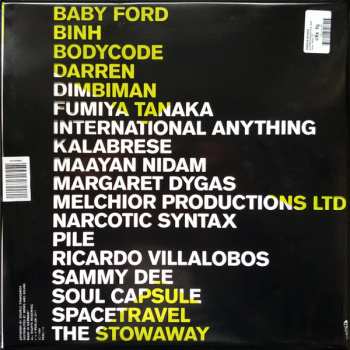 BABY FORD
BINH
BODYCODE
DARREN
DIMBIMAN
FUMIYA TANAKA
INTERNATIONAL ANYTHING
KALABRESE
MAAYAN NIDAM
MARGARET DYGAS
MELCHIOR PRODUCTIONS LTD
NARCOTIC SYNTAX
PILE
RICARDO VILLALOBOS
SAMMY DEE
SOUL CAPSULE
SPACETRAVEL
THE STOWAWAY